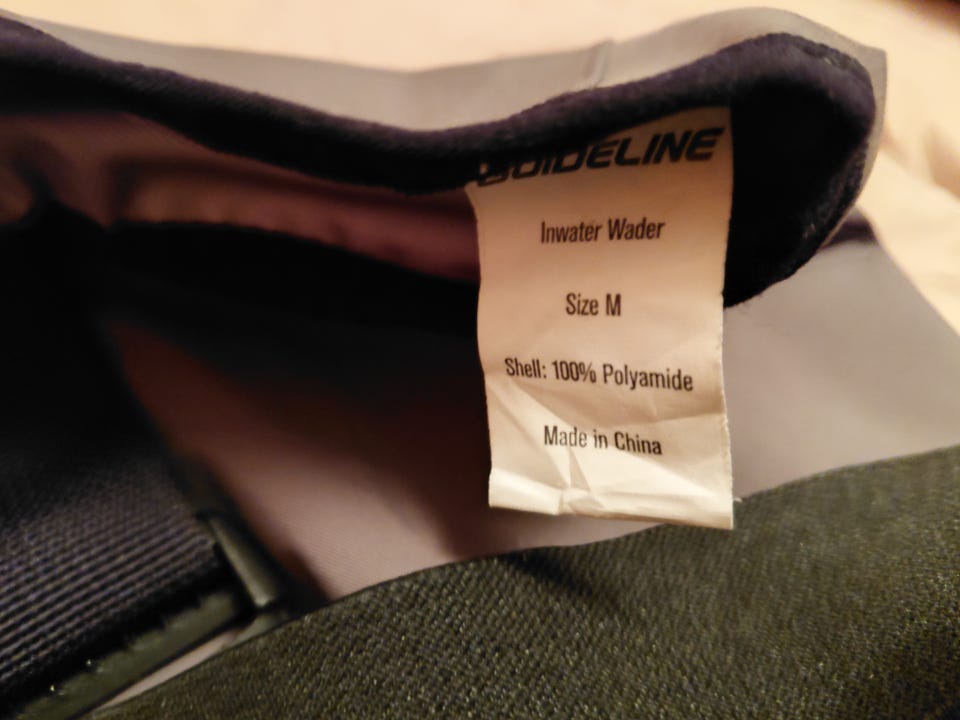 GUIDELINE
Inwater Wader
Size M
Shell: 100% Polyamide
Made in China